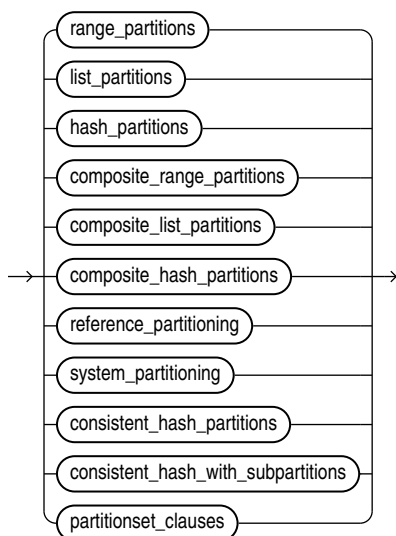 range_partitions
list_partitions
hash_partitions
composite_range_partitions
composite_list_partitions
composite_hash_partitions
reference_partitioning
system_partitioning
consistent_hash_partitions
consistent_hash_with_subpartitions
partitionset_clauses